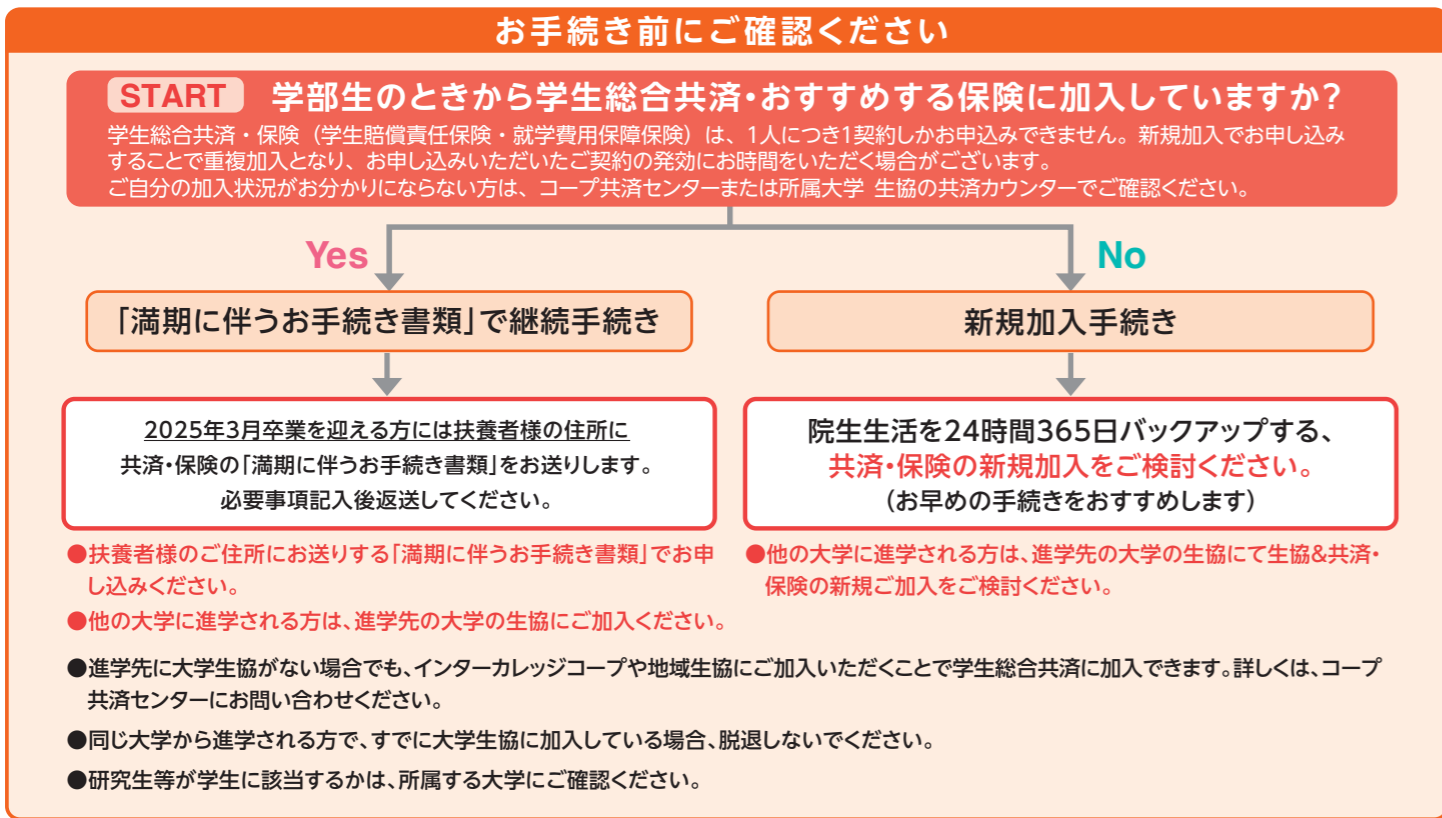 お手続き前にご確認ください
START 学部生のときから学生総合共済・おすすめする保険に加入していますか?
学生総合共済・保険(学生賠償責任保険・就学費用保障保険)は、1人につき1契約しかお申込みできません。新規加入でお申し込み
することで重複加入となり、お申し込みいただいたご契約の発効にお時間をいただく場合がございます。
ご自分の加入状況がお分かりにならない方は、コープ共済センターまたは所属大学 生協の共済カウンターでご確認ください。
Yes
No
「満期に伴うお手続き書類」で継続手続き
新規加入手続き
2025年3月卒業を迎える方には扶養者様の住所に
共済・保険の「満期に伴うお手続き書類」をお送りします。
必要事項記入後返送してください。
院生生活を24時間365日バックアップする、
共済・保険の新規加入をご検討ください。
(お早めの手続きをおすすめします)
●扶養者様のご住所にお送りする「満期に伴うお手続き書類」でお申
し込みください。
●他の大学に進学される方は、進学先の大学の生協にご加入ください。
●他の大学に進学される方は、進学先の大学の生協にて生協&共済・
保険の新規ご加入をご検討ください。
●進学先に大学生協がない場合でも、インターカレッジコープや地域生協にご加入いただくことで学生総合共済に加入できます。詳しくは、コープ
共済センターにお問い合わせください。
●同じ大学から進学される方で、すでに大学生協に加入している場合、脱退しないでください。
●研究生等が学生に該当するかは、所属する大学にご確認ください。